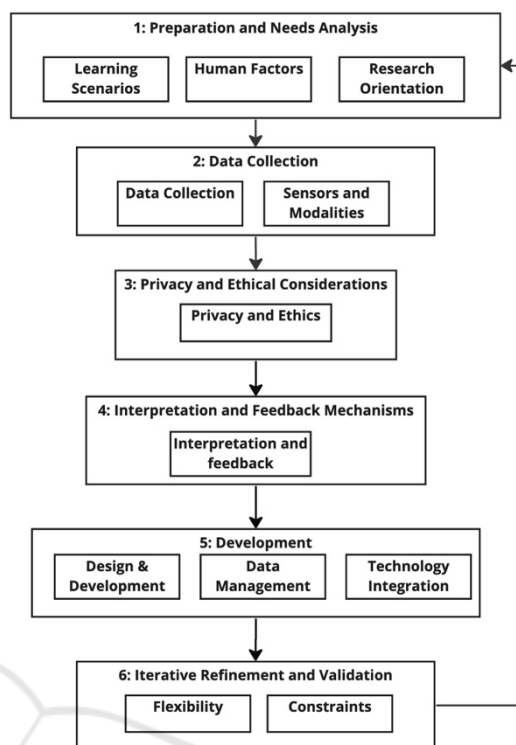 1: Preparation and Needs Analysis
Learning
Scenarios
Human Factors
Research
Orientation
2: Data Collection
Data Collection
Sensors and
Modalities
3: Privacy and Ethical Considerations
Privacy and Ethics
4: Interpretation and Feedback Mechanisms
Interpretation and
feedback
5: Development
Design &
Development
Data
Management
Technology
Integration
6: Iterative Refinement and Validation
Flexibility
Constraints